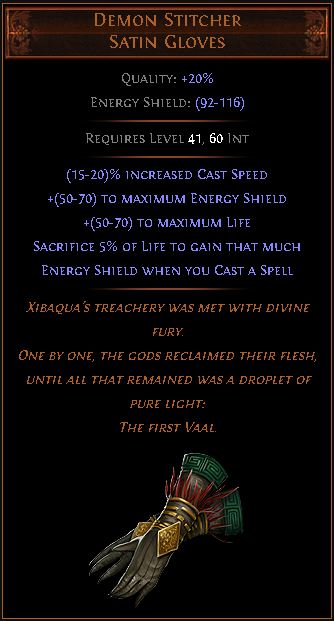 Demon Stitcher
Satin Gloves
Quality: +20%
Energy Shield: (92-116)
Requires Level 41, 60 Int
(15-20)% increased Cast Speed
+(50-70) to maximum Energy Shield
+(50-70) to maximum Life
Sacrifice 5% of Life to gain that much
Energy Shield when you Cast a Spell
Xibaqua's treachery was met with divine
fury.
One by one, the gods reclaimed their flesh,
until all that remained was a droplet of
pure light:
The first Vaal.